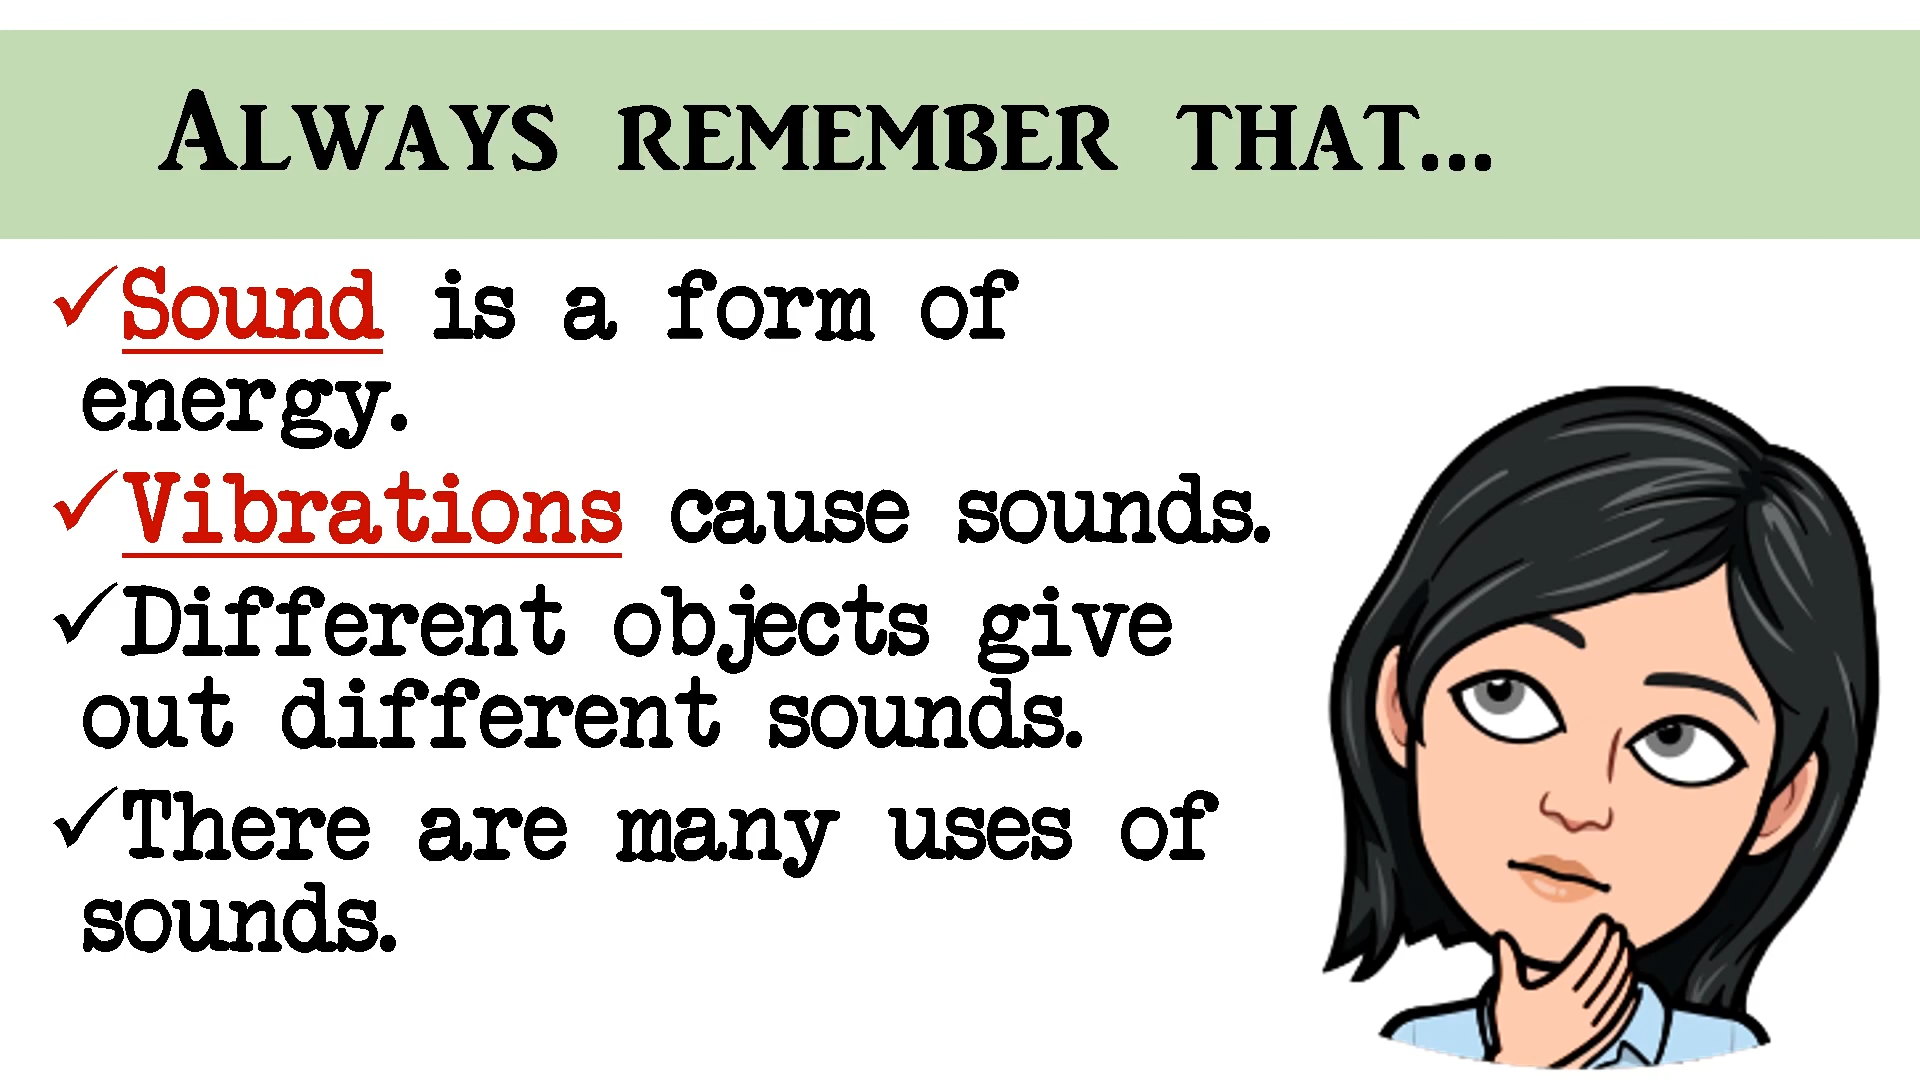 Always remember that...
✓Sound is a form of
energy.
✓Vibrations cause sounds.
✓Different objects give
out different sounds.
✓There are many uses of
sounds.